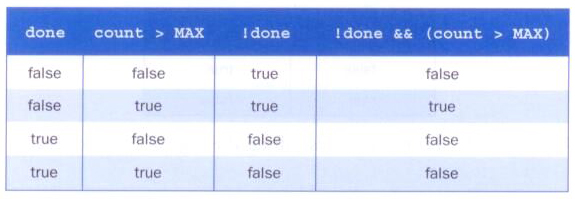 done count > MAX !done !done && (count > MAX)
false false true false
false true true true
true false false false
true true false false